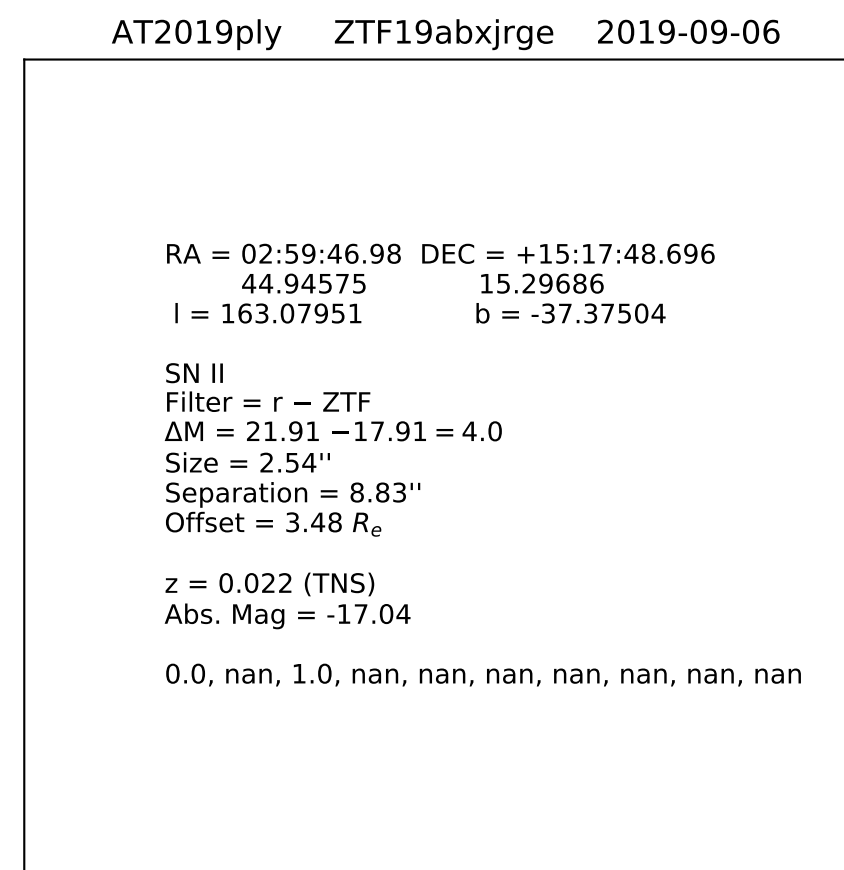 AT2019ply ZTF19abxjrge 2019-09-06
RA = 02:59:46.98 DEC = +15:17:48.696
44.94575 15.29686
l = 163.07951 b = -37.37504
SN II
Filter = r − ZTF
ΔM = 21.91 −17.91 = 4.0
Size = 2.54''
Separation = 8.83''
Offset = 3.48 Re
z = 0.022 (TNS)
Abs. Mag = -17.04
0.0, nan, 1.0, nan, nan, nan, nan, nan, nan, nan